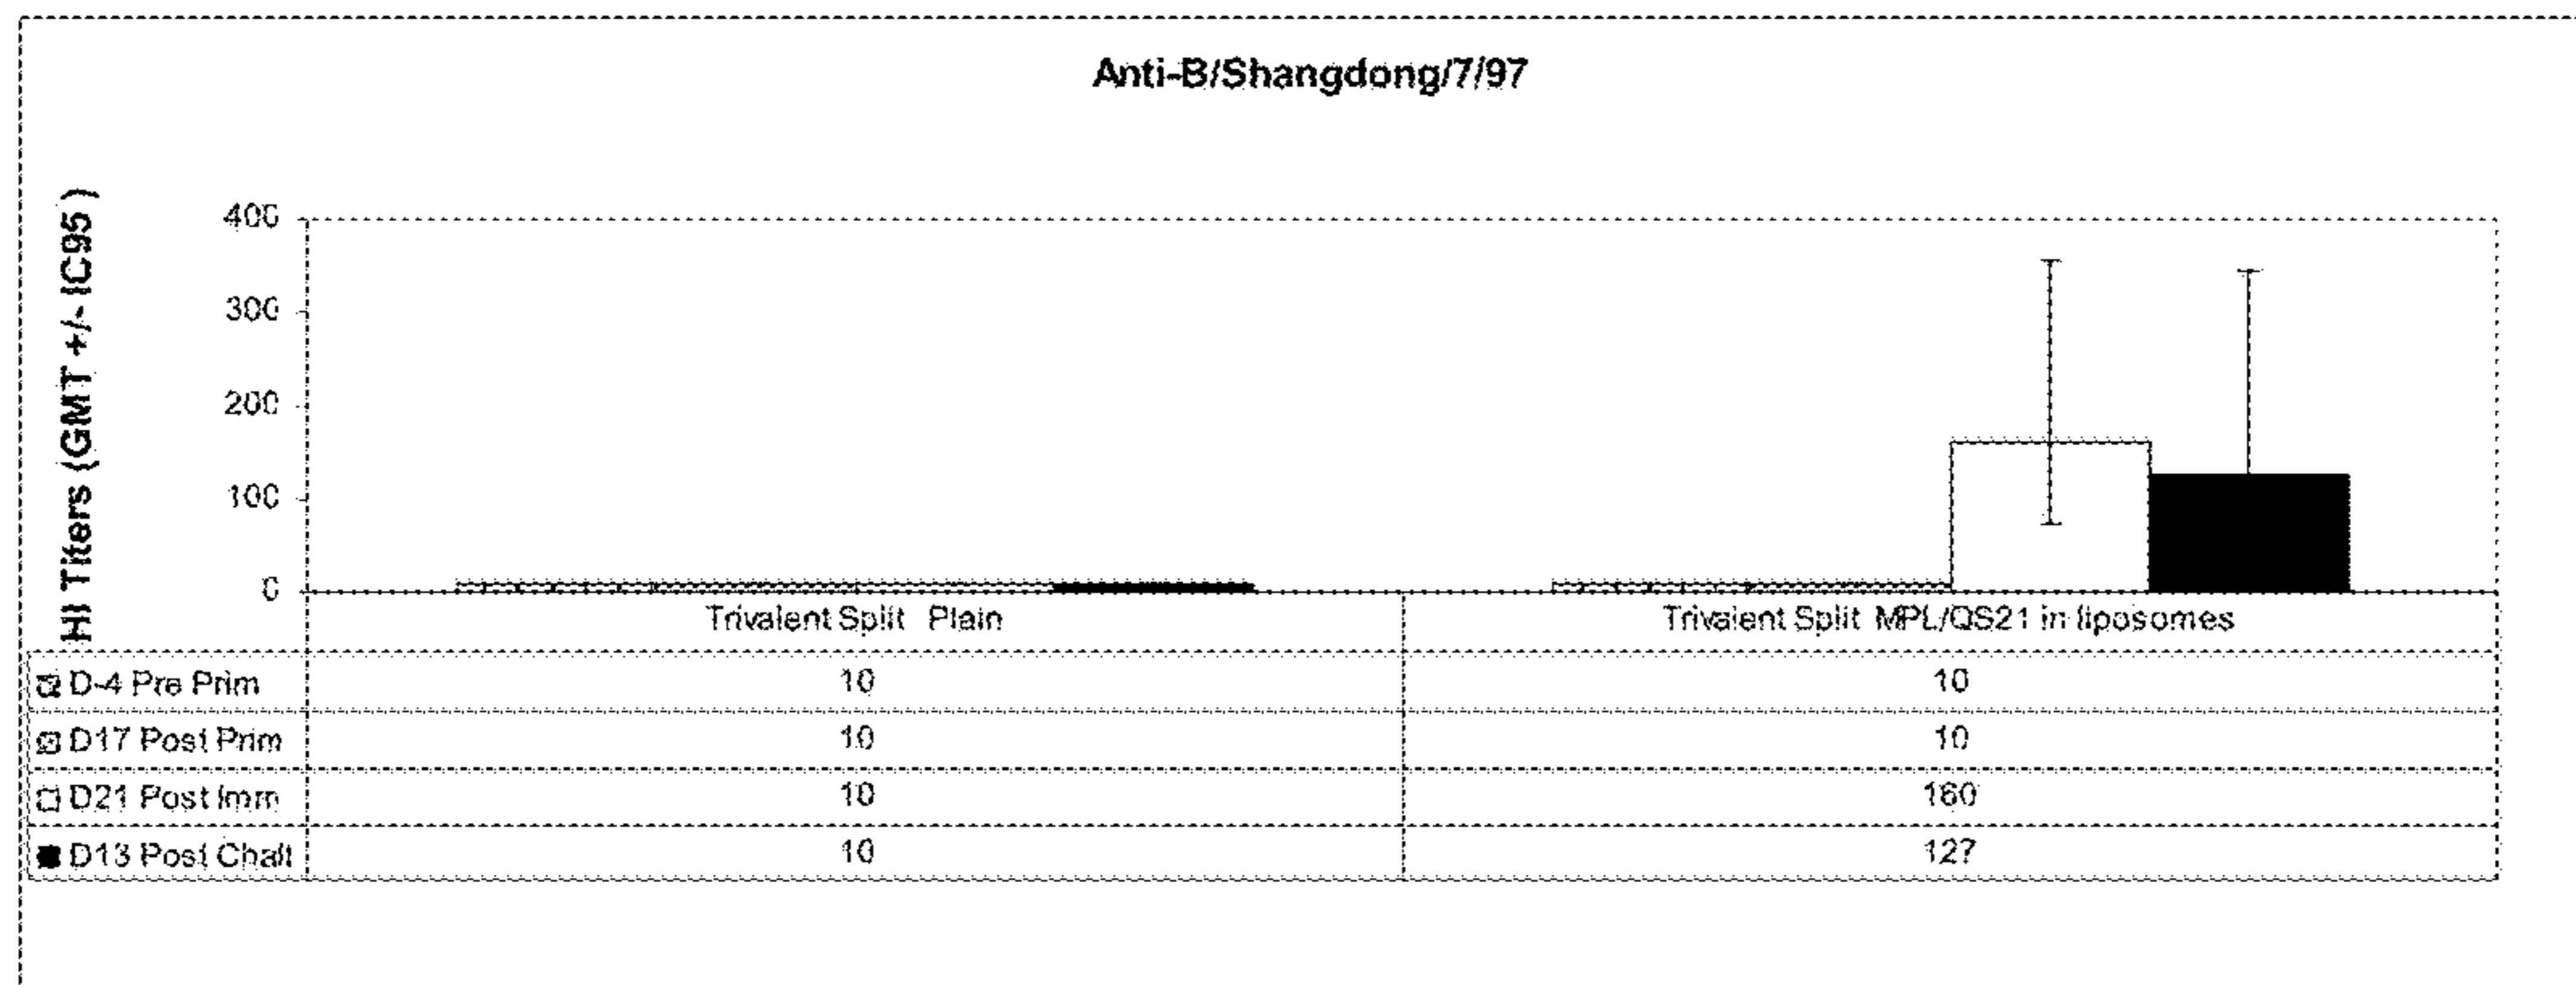 Anti-B/Shangdong/7/97
HI Titers (GMT +/- IC95)
400
300
200
100
0
Trivalent Split Plain Trivalent Split MPL/QS21 in liposomes
D-4 Pre Prim 10 10
D17 Post Prim 10 10
D21 Post Imm 10 160
D13 Post Chall 10 127